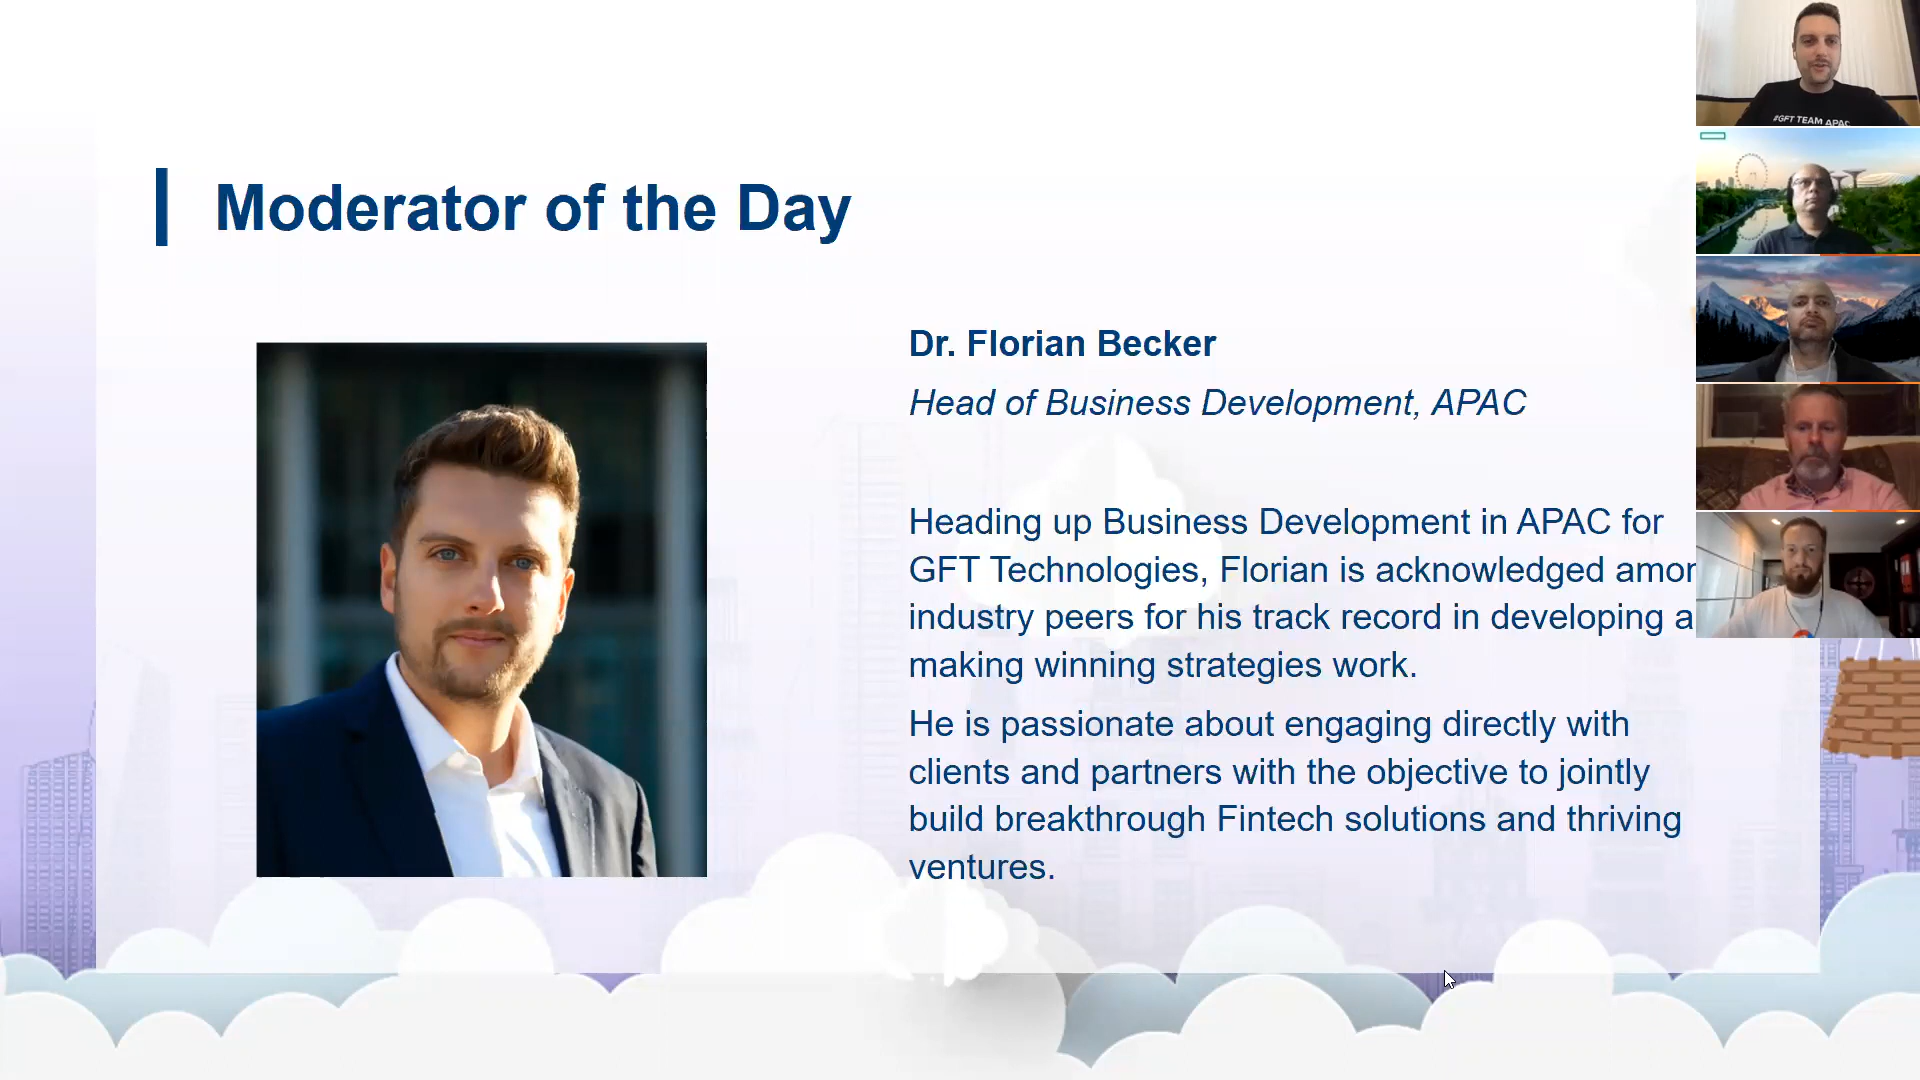 Moderator of the Day
Dr. Florian Becker
Head of Business Development, APAC
Heading up Business Development in APAC for
GFT Technologies, Florian is acknowledged
industry peers for his track record in developing
making winning strategies work.
He is passionate about engaging directly with
clients and partners with the objective to jointly
build breakthrough Fintech solutions and thriving
ventures.
#GFT TEAM APAC